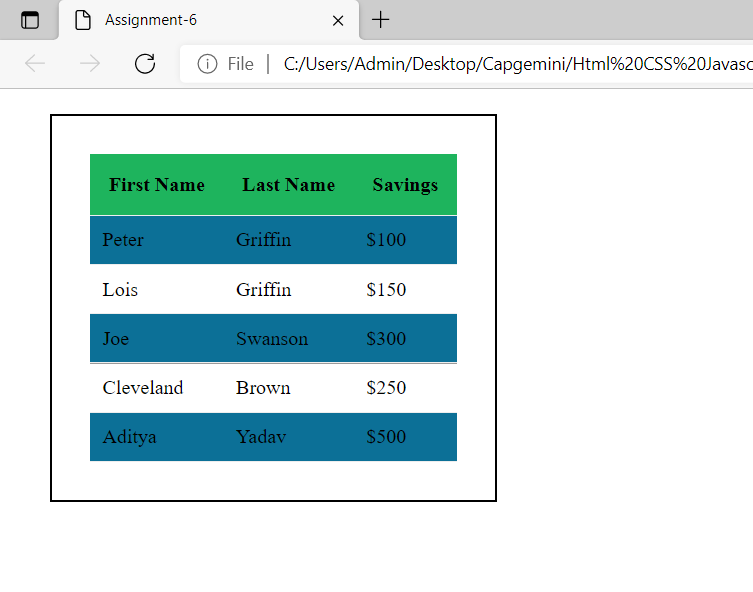 Assignment-6
File C:/Users/Admin/Desktop/Capgemini/Html%20CSS%20Javasc
First Name Last Name Savings
Peter Griffin $100
Lois Griffin $150
Joe Swanson $300
Cleveland Brown $250
Aditya Yadav $500